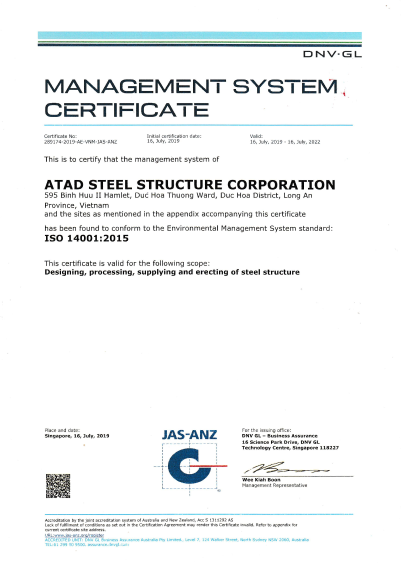 DNV·GL
MANAGEMENT SYSTEM
CERTIFICATE
Certificate No:
289174-2019-AE-VNM-JAS-ANZ
Initial certification date:
16, July, 2019
Valid:
16, July, 2019 - 16, July, 2022
This is to certify that the management system of
ATAD STEEL STRUCTURE CORPORATION
595 Binh Huu II Hamlet, Duc Hoa Thuong Ward, Duc Hoa District, Long An
Province, Vietnam
and the sites as mentioned in the appendix accompanying this certificate
has been found to conform to the Environmental Management System standard:
ISO 14001:2015
This certificate is valid for the following scope:
Designing, processing, supplying and erecting of steel structure
Place and date:
Singapore, 16, July, 2019
JAS-ANZ
For the issuing office:
DNV GL – Business Assurance
16 Science Park Drive, DNV GL
Technology Centre, Singapore 118227
Wee Kiah Boon
Management Representative
Accreditation by the joint accreditation system of Australia and New Zealand,
Lack of fulfilment of conditions as set out in the Certification Agreement may render this Certificate invalid. Refer to appendix for
current certificate site address.
URL:www.jas-anz.org/register
ACCREDITED UNIT: DNV GL Business Assurance Australia Pty Limited., Level 7, 124 Walker Street, North Sydney NSW 2060, Australia